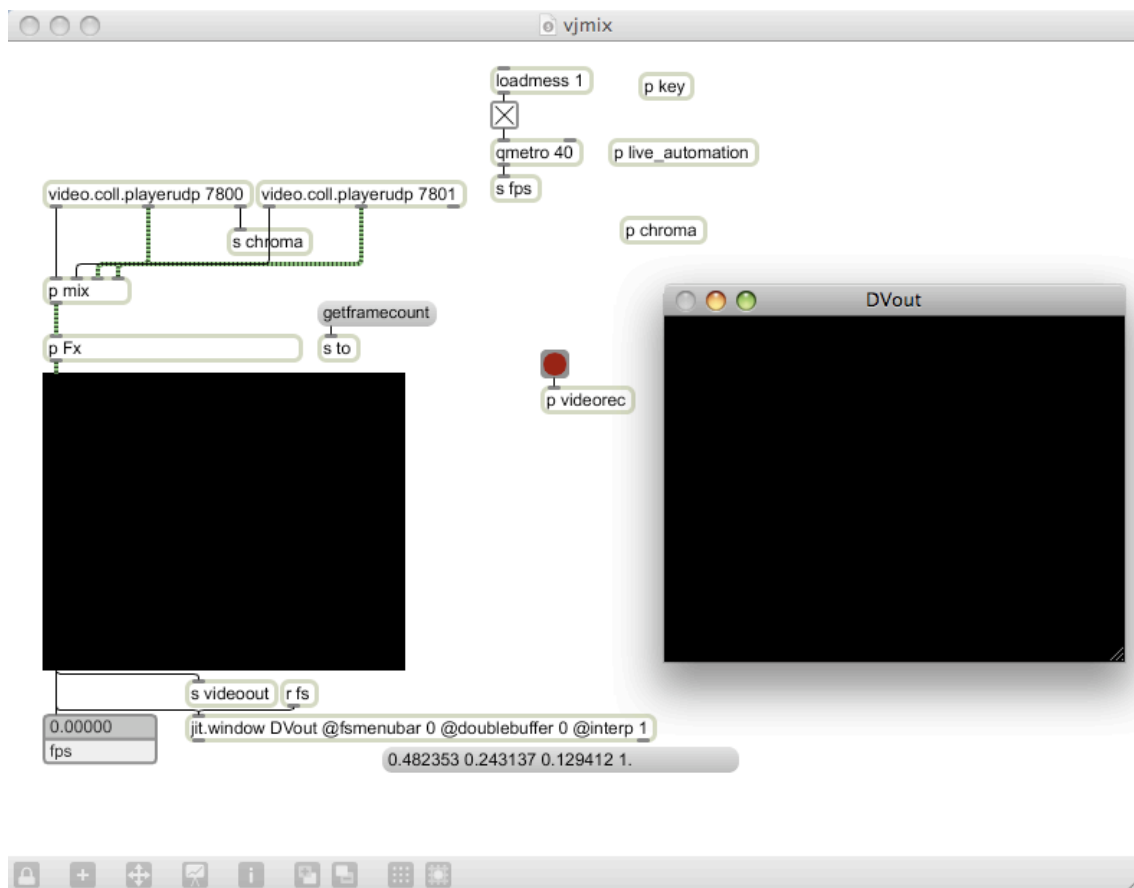 vjmix
loadmess 1
p key
qmetro 40
p live_automation
s fps
video.coll.playerudp 7800
video.coll.playerudp 7801
s chroma
p chroma
p mix
DVout
getframecount
p Fx
s to
p videorec
s videoout
r fs
0.00000
fps
jit.window DVout @fsmenubar 0 @doublebuffer 0 @interp 1
0.482353 0.243137 0.129412 1.